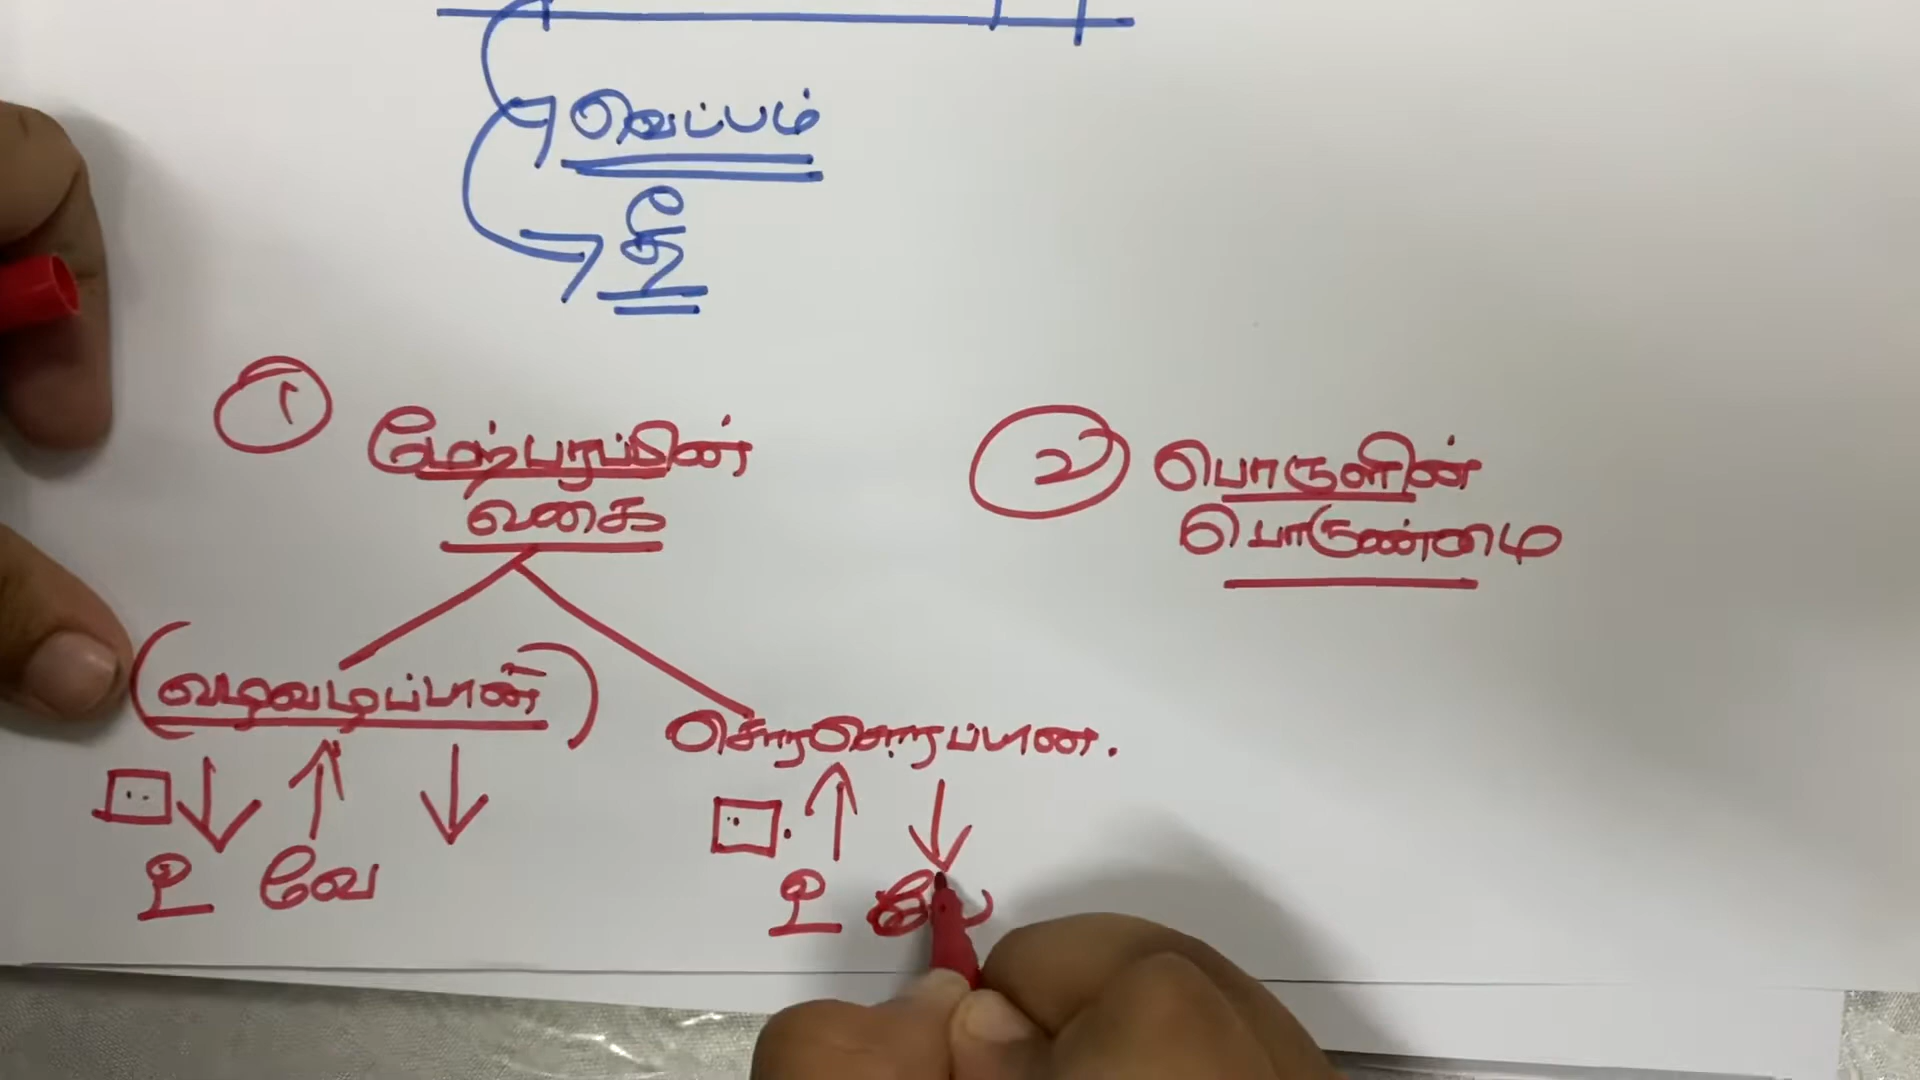 வெப்பம்
தீ
1
மேற்பரப்பின்
வகை
2
பொருளின்
பொருண்மை
(வழவழப்பான)
சொரசொரப்பான.
உ வே
உ வே